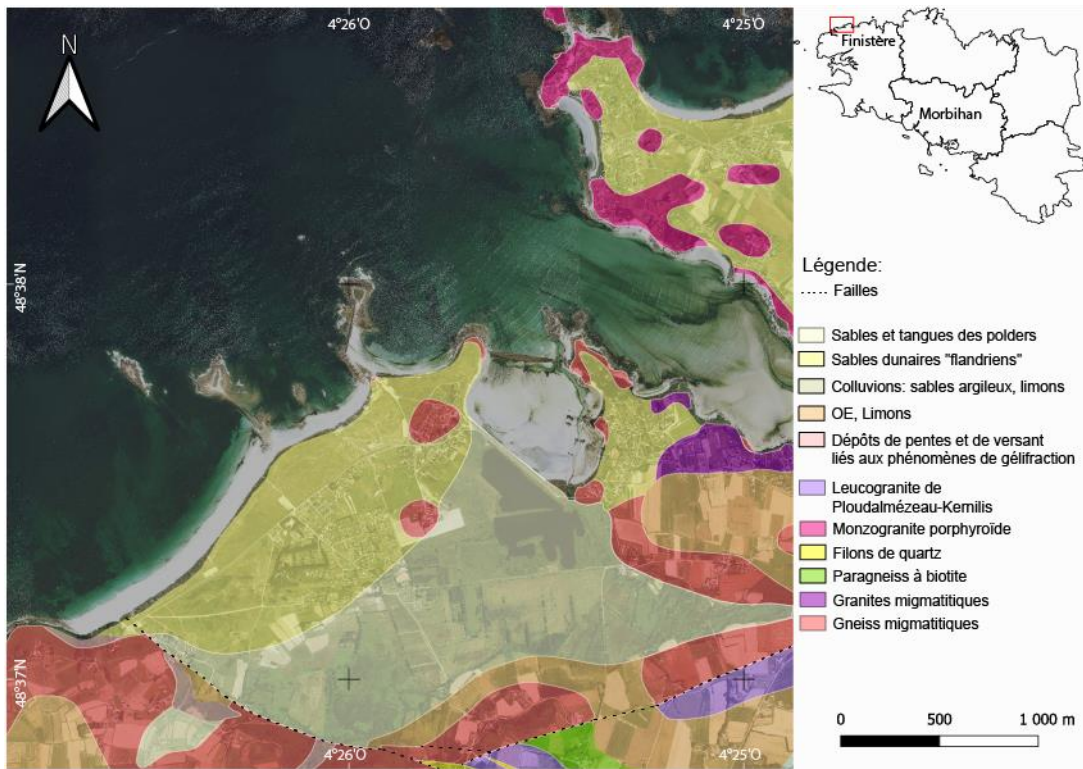 4°26'O
4°25'O
N
48°38'N
48°37'N
4°26'O
4°25'O
Finistère
Morbihan
Légende:
Failles
Sables et tangues des polders
Sables dunaires "flandriens"
Colluvions: sables argileux, limons
OE, Limons
Dépôts de pentes et de versant
liés aux phénomènes de gélifraction
Leucogranite de
Ploudalmézeau-Kernilis
Monzogranite porphyroïde
Filons de quartz
Paragneiss à biotite
Granites migmatitiques
Gneiss migmatitiques
0 500 1 000 m